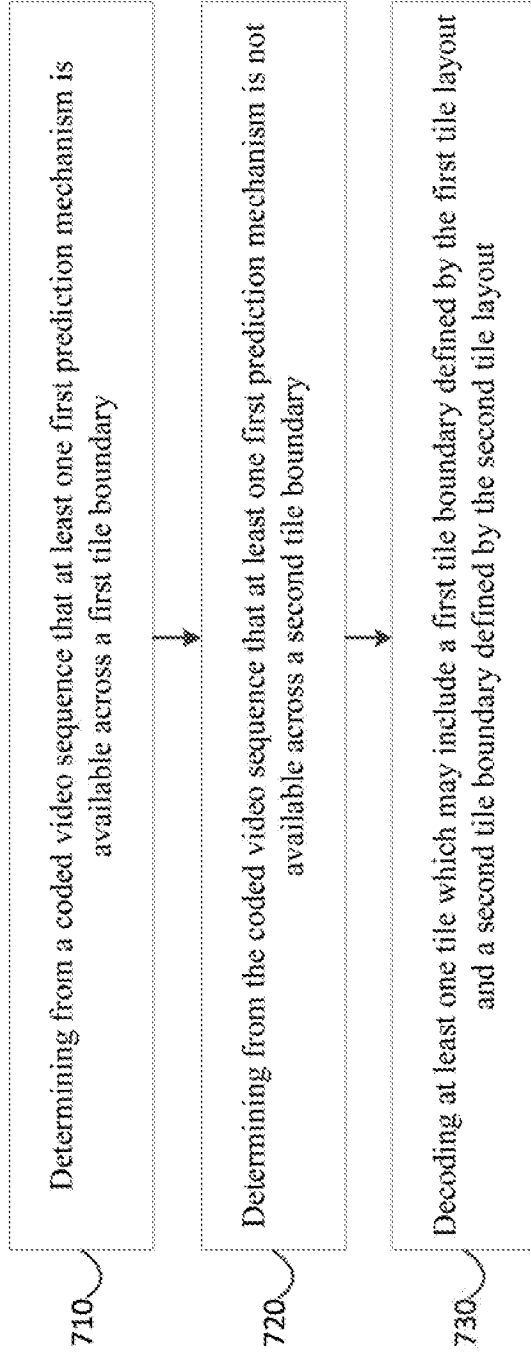 710
Determining from a coded video sequence that at least one first prediction mechanism is
available across a first tile boundary
720
Determining from the coded video sequence that at least one first prediction mechanism is not
available across a second tile boundary
730
Decoding at least one tile which may include a first tile boundary defined by the first tile layout
and a second tile boundary defined by the second tile layout